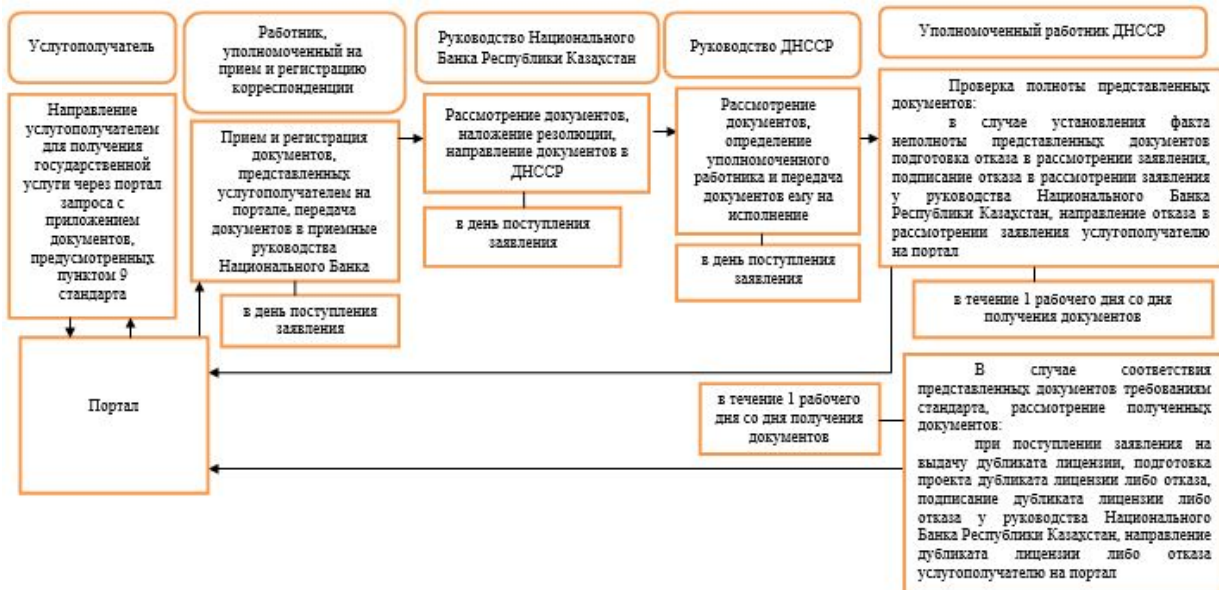 Услугополучатель
Работник,
уполномоченный на
прием и регистрацию
корреспонденции
Руководство Национального
Банка Республики Казахстан
Руководство ДНССР
Уполномоченный работник ДНССР
Направление
услугополучателем
для получения
государственной
услуги через портал
запроса с
приложением
документов,
предусмотренных
пунктом 9
стандарта
Прием и регистрация
документов,
представленных
услугополучателем на
портале, передача
документов в приемные
руководства
Национального Банка
в день поступления
заявления
Рассмотрение документов,
наложение резолюции,
направление документов в
ДНССР
в день поступления
заявления
Рассмотрение
документов,
определение
уполномоченного
работника и передача
документов ему на
исполнение
в день поступления
заявления
Проверка полноты представленных
документов:
в случае установления факта
неполноты представленных документов
подготовка отказа в рассмотрении заявления,
подписание отказа в рассмотрении заявления
у руководства Национального Банка
Республики Казахстан, направление отказа в
рассмотрении заявления услугополучателю
на портал
в течение 1 рабочего дня со дня
получения документов
Портал
в течение 1 рабочего
дня со дня получения
документов
В случае соответствия
представленных документов требованиям
стандарта, рассмотрение полученных
документов:
при поступлении заявления на
выдачу дубликата лицензии, подготовка
проекта дубликата лицензии либо отказа,
подписание дубликата лицензии либо
отказа у руководства Национального
Банка Республики Казахстан, направление
дубликата лицензии либо отказа
услугополучателю на портал